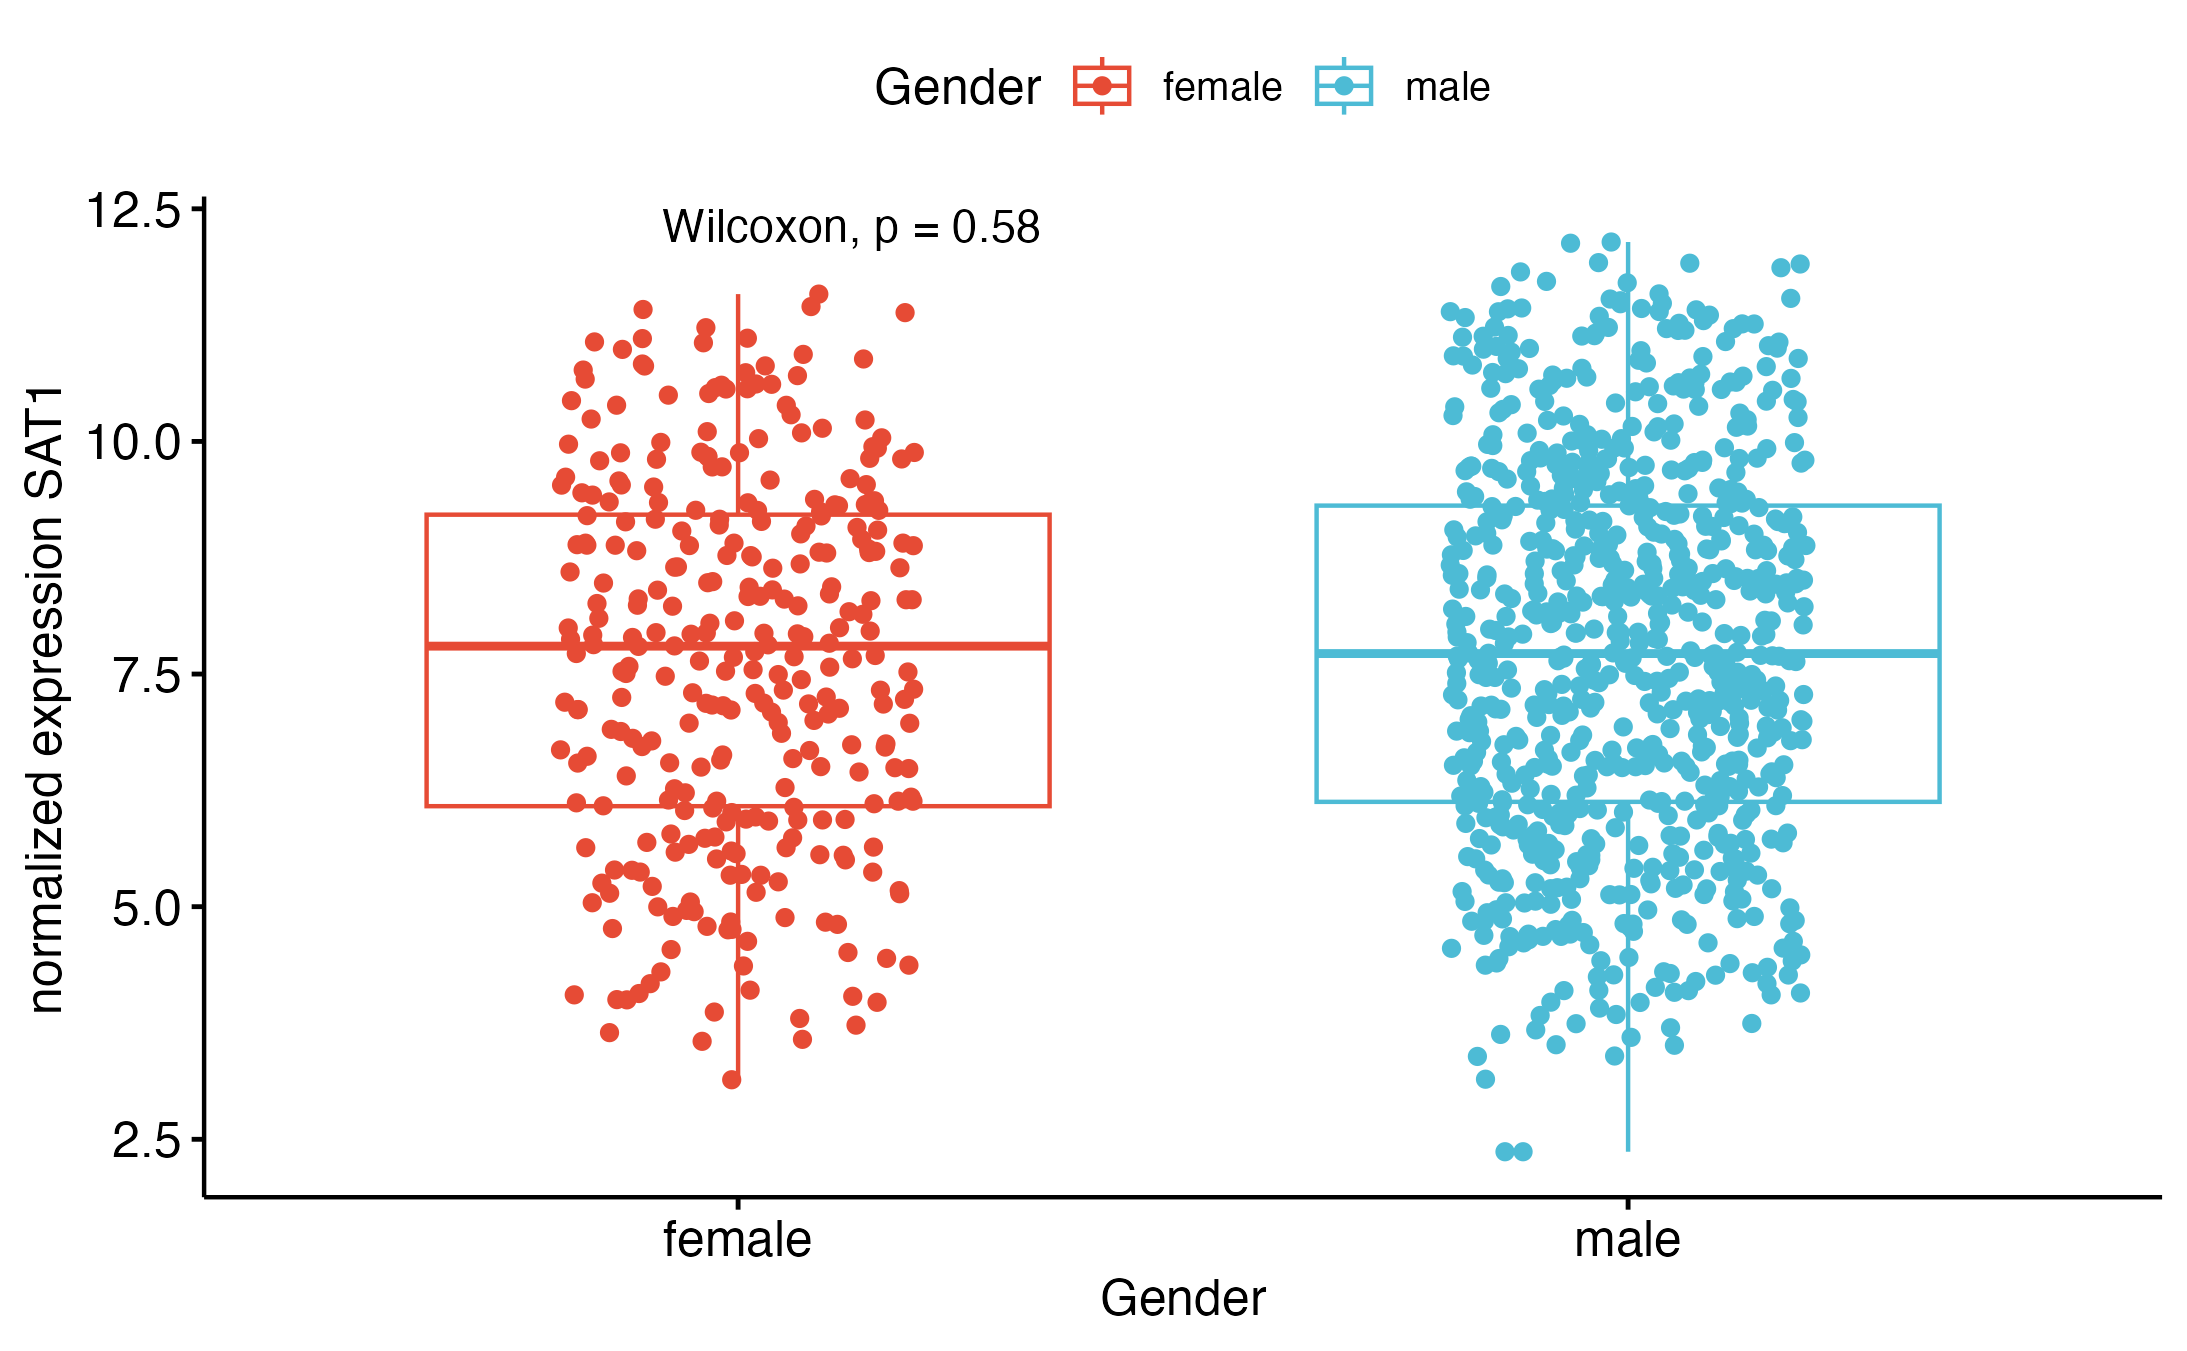 Gender female male
12.5
Wilcoxon, p = 0.58
10.0
7.5
5.0
2.5
normalized expression SAT1
female male
Gender